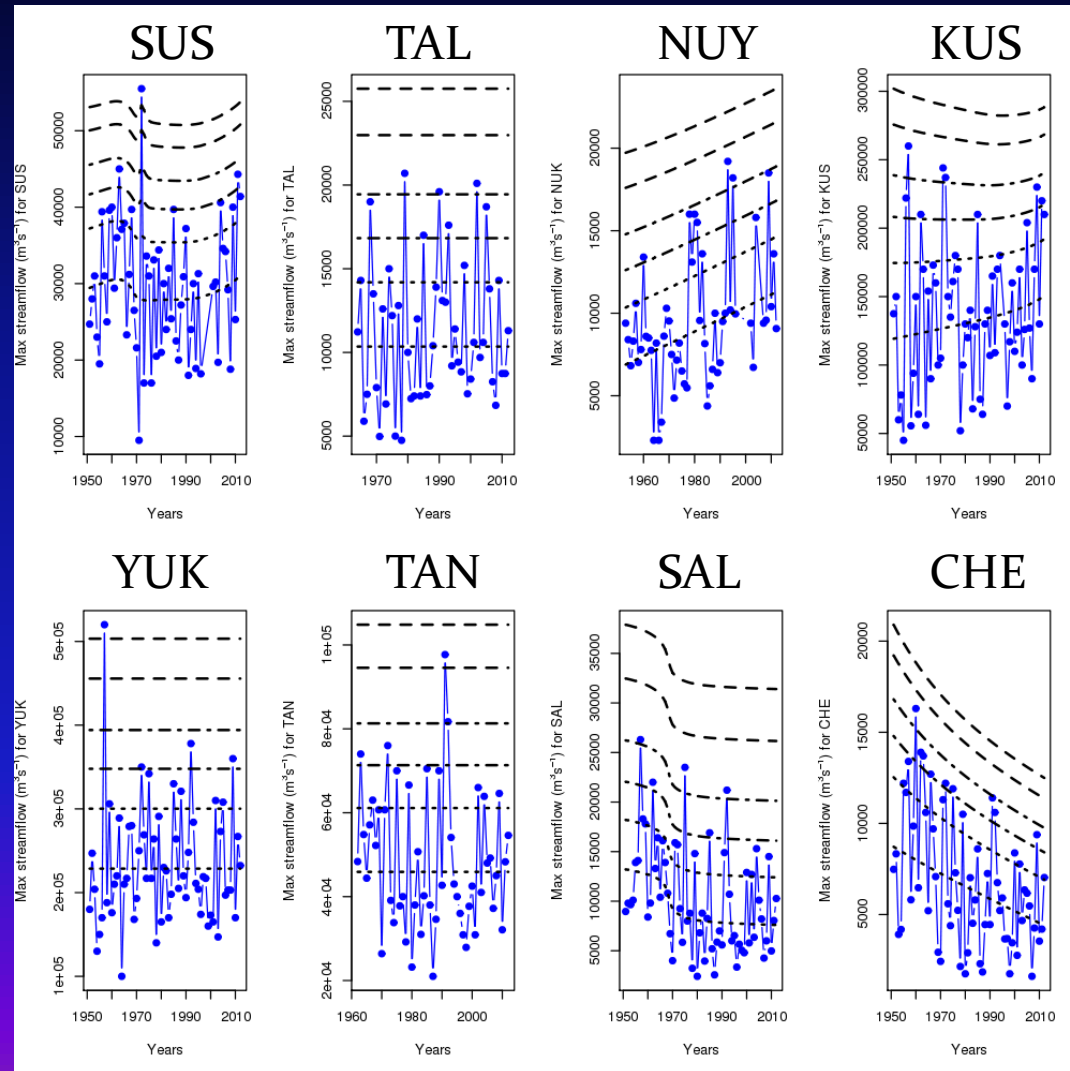 SUS
Max streamflow (m³s⁻¹) for SUS
50000
40000
30000
20000
10000
1950 1970 1990 2010
Years
TAL
Max streamflow (m³s⁻¹) for TAL
25000
20000
15000
10000
5000
1970 1990 2010
Years
NUY
Max streamflow (m³s⁻¹) for NUK
20000
15000
10000
5000
1960 1980 2000
Years
KUS
Max streamflow (m³s⁻¹) for KUS
300000
250000
200000
150000
100000
50000
1950 1970 1990 2010
Years
YUK
Max streamflow (m³s⁻¹) for YUK
5e+05
4e+05
3e+05
2e+05
1e+05
1950 1970 1990 2010
Years
TAN
Max streamflow (m³s⁻¹) for TAN
1e+05
8e+04
6e+04
4e+04
2e+04
1960 1980 2000
Years
SAL
Max streamflow (m³s⁻¹) for SAL
35000
30000
25000
20000
15000
10000
5000
1950 1970 1990 2010
Years
CHE
Max streamflow (m³s⁻¹) for CHE
20000
15000
10000
5000
1950 1970 1990 2010
Years